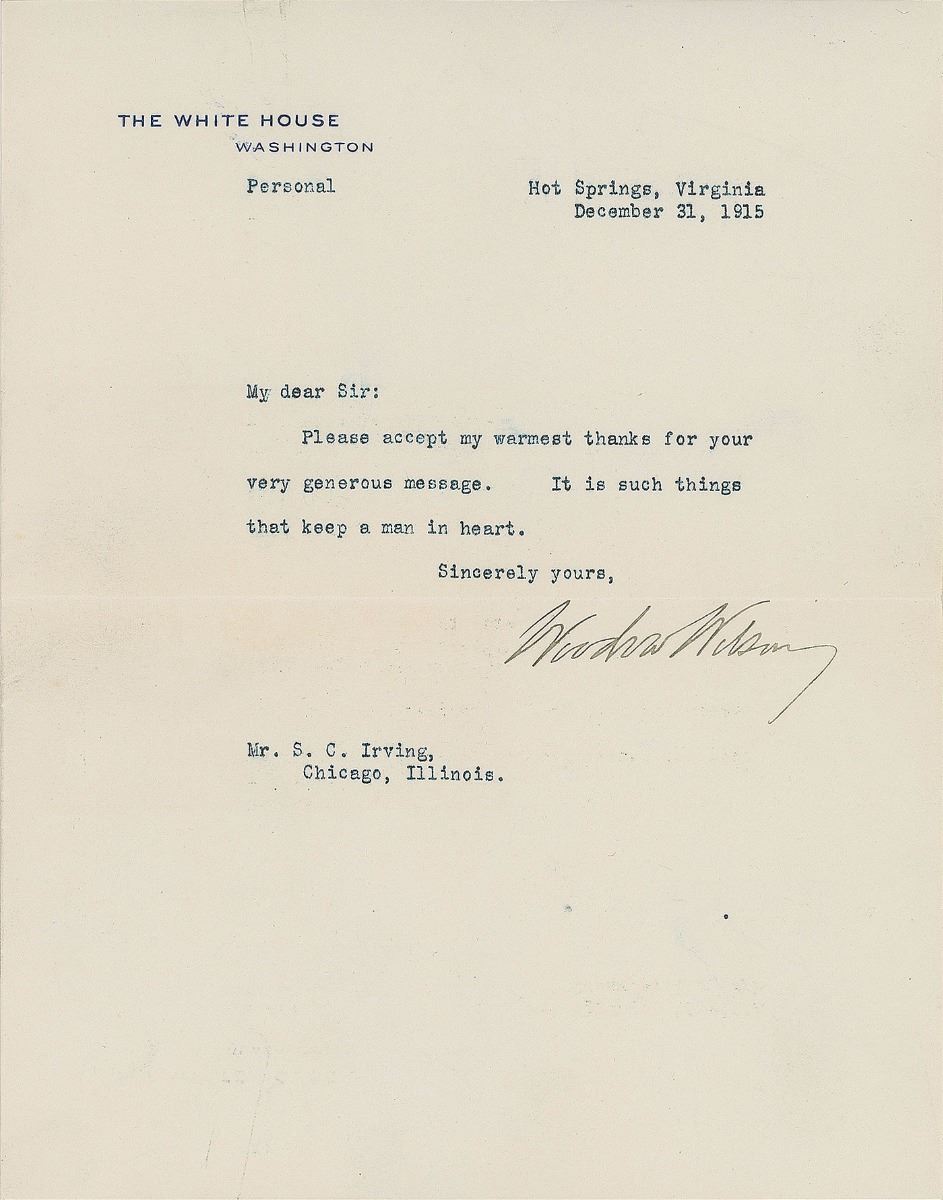 THE WHITE HOUSE
WASHINGTON
Personal
Hot Springs, Virginia
December 31, 1915
My dear Sir:
Please accept my warmest thanks for your
very generous message. It is such things
that keep a man in heart.
Sincerely yours,
Woodrow Wilson
Mr. S. C. Irving,
Chicago, Illinois.